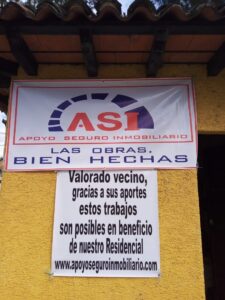 ASI
APOYO SEGURO INMOBILIARIO
LAS OBRAS,
BIEN HECHAS
Valorado vecino,
gracias a sus aportes
estos trabajos
son posibles en beneficio
de nuestro Residencial
www.apoyoseguroinmobiliario.com